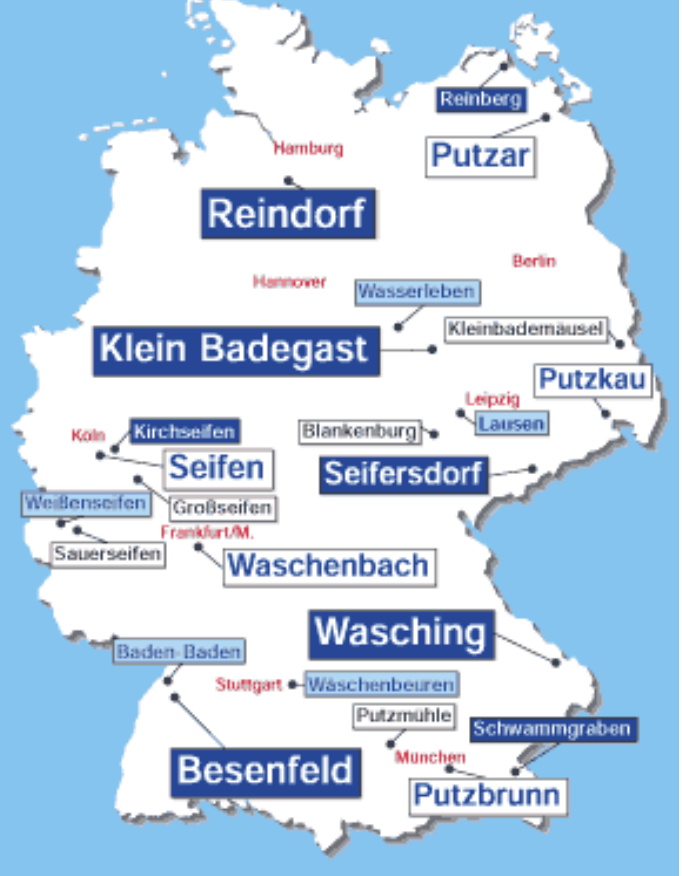 Reinberg
Hamburg
Putzar
Reindorf
Berlin
Hannover
Wasserleben
Kleinbademäusel
Klein Badegast
Putzkau
Leipzig
Köln
Kirchseifen
Blankenburg
Lausen
Seifen
Seifersdorf
Weißenseifen
Großseifen
Frankfurt/M.
Sauerseifen
Waschenbach
Wasching
Baden-Baden
Stuttgart
Wäschenbeuren
Putzmühle
Schwammgraben
München
Besenfeld
Putzbrunn